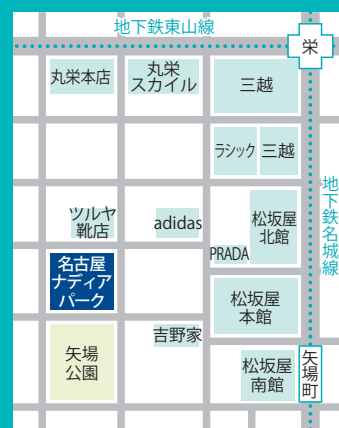 地下鉄東山線
栄
丸栄本店
丸栄
スカイル
三越
ラシック
三越
地下鉄名城線
ツルヤ
靴店
adidas
松坂屋
北館
PRADA
名古屋
ナディア
パーク
松坂屋
本館
吉野家
矢場
公園
松坂屋
南館
矢場町